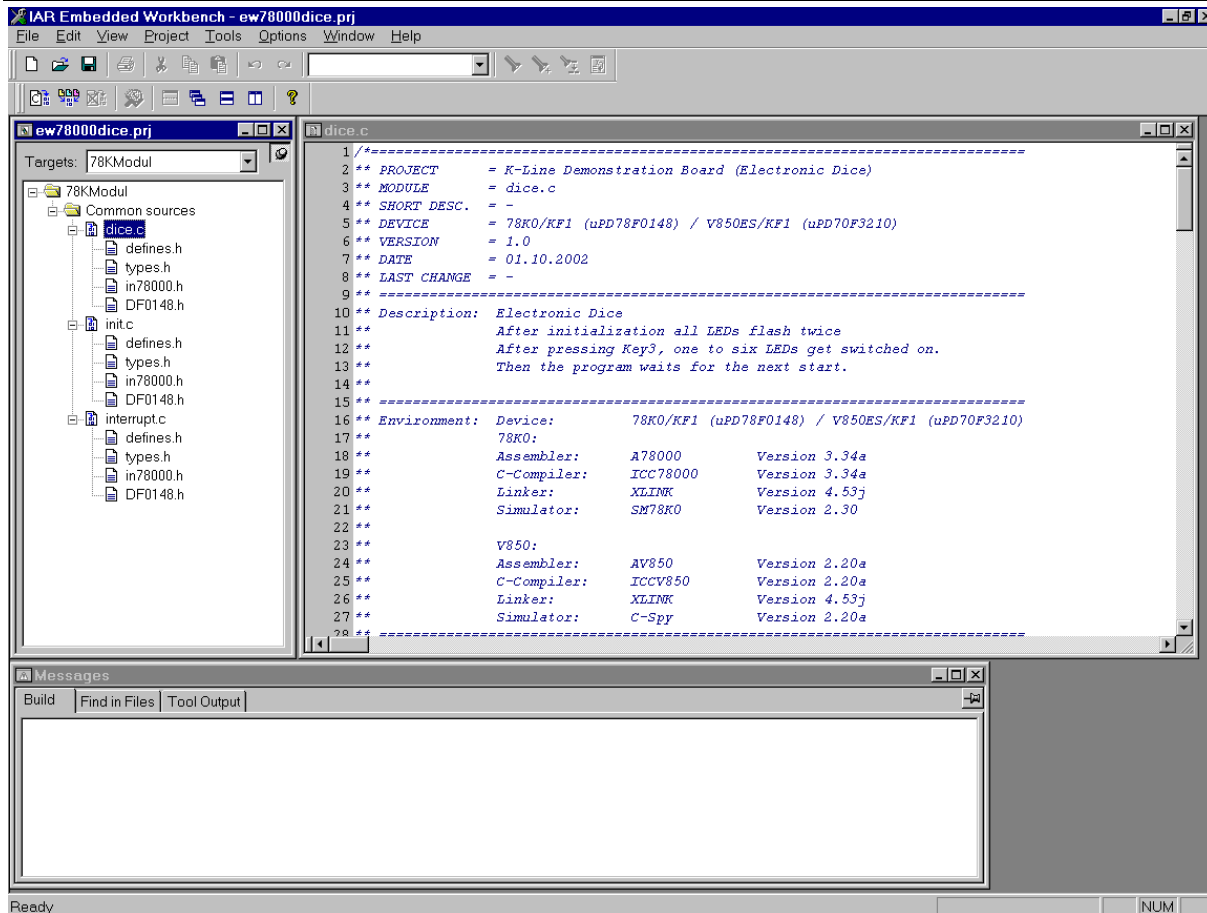 IAR Embedded Workbench - ew78000dice.prj
File Edit View Project Tools Options Window Help
ew78000dice.prj
Targets: 78KModul
78KModul
Common sources
dice.c
defines.h
types.h
in78000.h
DF0148.h
init.c
defines.h
types.h
in78000.h
DF0148.h
interrupt.c
defines.h
types.h
in78000.h
DF0148.h
dice.c
1 /*==============================================================================
2 ** PROJECT = K-Line Demonstration Board (Electronic Dice)
3 ** MODULE = dice.c
4 ** SHORT DESC. = -
5 ** DEVICE = 78K0/KF1 (uPD78F0148) / V850ES/KF1 (uPD70F3210)
6 ** VERSION = 1.0
7 ** DATE = 01.10.2002
8 ** LAST CHANGE = -
9 ** =============================================================================
10 ** Description: Electronic Dice
11 ** After initialization all LEDs flash twice
12 ** After pressing Key3, one to six LEDs get switched on.
13 ** Then the program waits for the next start.
14 **
15 ** =============================================================================
16 ** Environment: Device: 78K0/KF1 (uPD78F0148) / V850ES/KF1 (uPD70F3210)
17 ** 78K0:
18 ** Assembler: A78000 Version 3.34a
19 ** C-Compiler: ICC78000 Version 3.34a
20 ** Linker: XLINK Version 4.53j
21 ** Simulator: SM78K0 Version 2.30
22 **
23 ** V850:
24 ** Assembler: AV850 Version 2.20a
25 ** C-Compiler: ICCV850 Version 2.20a
26 ** Linker: XLINK Version 4.53j
27 ** Simulator: C-Spy Version 2.20a
28 ** =============================================================================
Messages
Build Find in Files Tool Output
Ready NUM